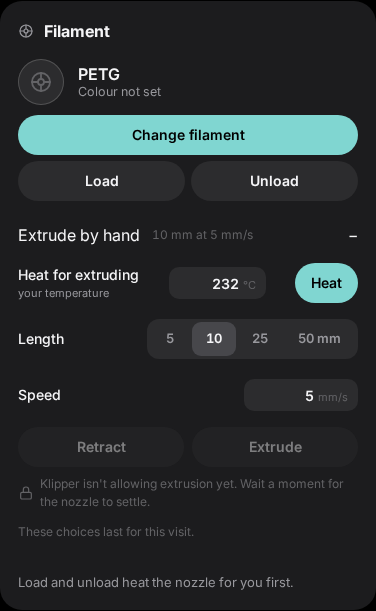 Filament
PETG
Colour not set
Change filament
Load Unload
Extrude by hand 10 mm at 5 mm/s –
Heat for extruding 232 °C Heat
your temperature
Length 5 10 25 50 mm
Speed 5 mm/s
Retract Extrude
Klipper isn't allowing extrusion yet. Wait a moment for
the nozzle to settle.
These choices last for this visit.
Load and unload heat the nozzle for you first.